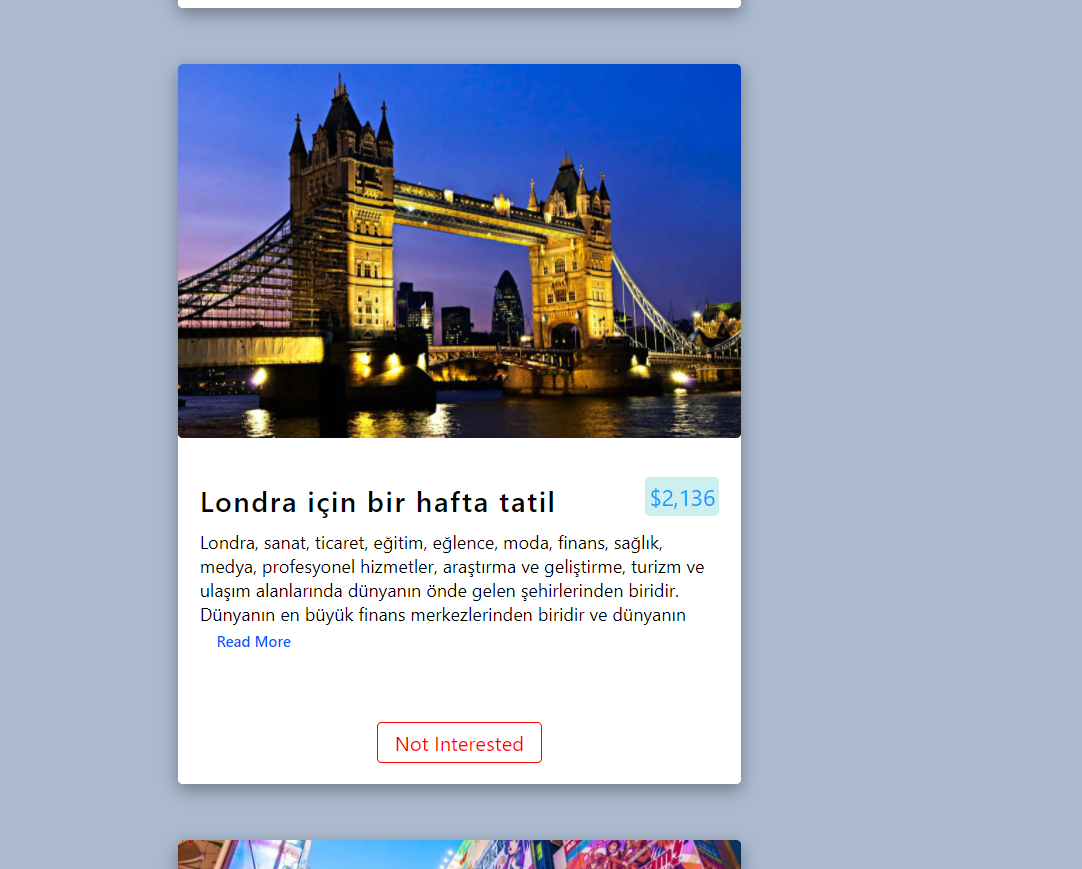 Londra için bir hafta tatil
$2,136
Londra, sanat, ticaret, eğitim, eğlence, moda, finans, sağlık,
medya, profesyonel hizmetler, araştırma ve geliştirme, turizm ve
ulaşım alanlarında dünyanın önde gelen şehirlerinden biridir.
Dünyanın en büyük finans merkezlerinden biridir ve dünyanın
Read More
Not Interested